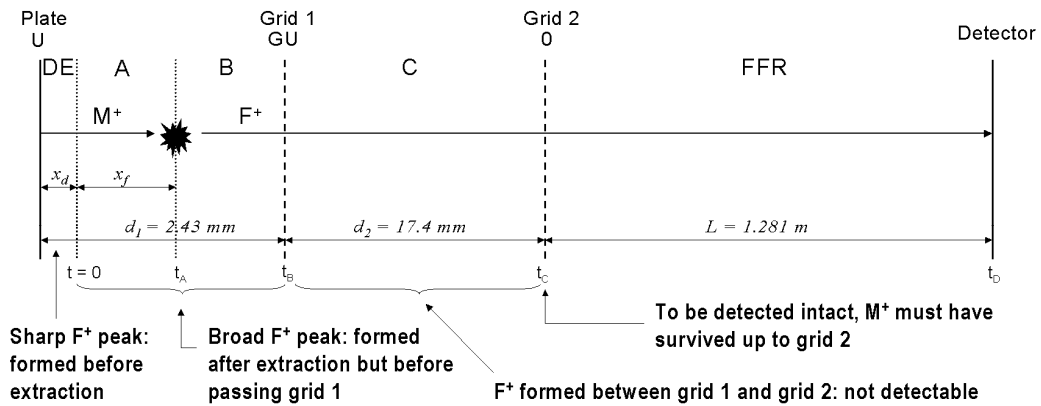 Plate
U
Grid 1
GU
Grid 2
0
Detector
DE
A
B
C
FFR
M⁺
F⁺
x_d
x_f
d₁ = 2.43 mm
d₂ = 17.4 mm
L = 1.281 m
t = 0
t_A
t_B
t_C
t_D
Sharp F⁺ peak:
formed before
extraction
Broad F⁺ peak: formed
after extraction but before
passing grid 1
To be detected intact, M⁺ must have
survived up to grid 2
F⁺ formed between grid 1 and grid 2: not detectable